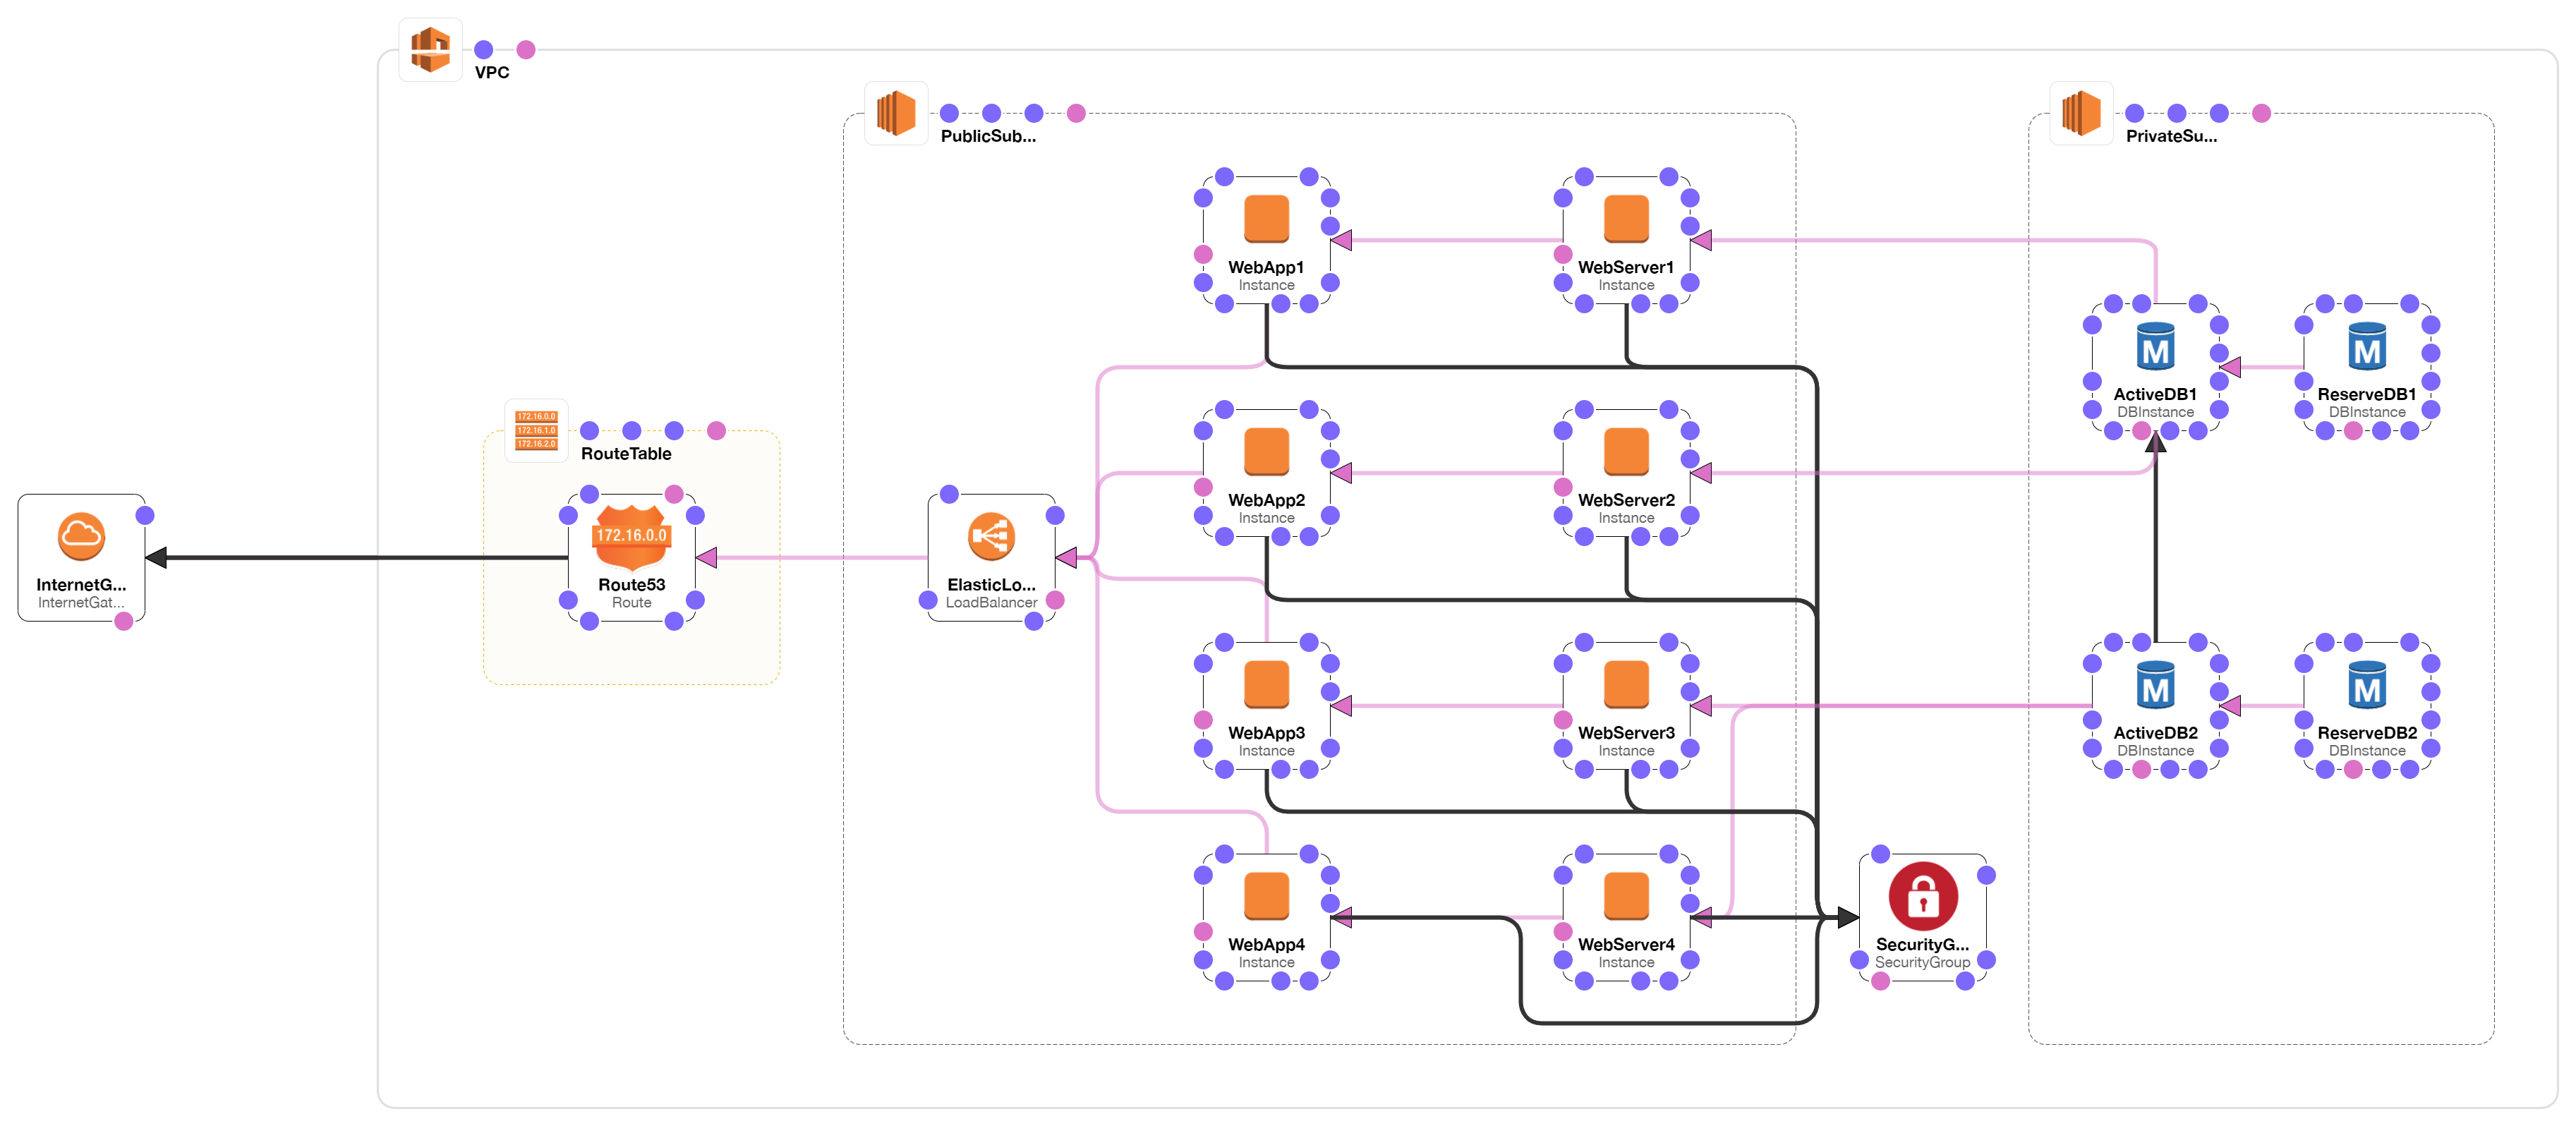 VPC
PublicSub...
PrivateSu...
WebApp1
Instance
WebServer1
Instance
ActiveDB1
DBInstance
ReserveDB1
DBInstance
172.16.0.0
172.16.1.0
172.16.2.0
RouteTable
WebApp2
Instance
WebServer2
Instance
InternetG...
InternetGat...
172.16.0.0
Route53
Route
ElasticLo...
LoadBalancer
WebApp3
Instance
WebServer3
Instance
ActiveDB2
DBInstance
ReserveDB2
DBInstance
WebApp4
Instance
WebServer4
Instance
SecurityG...
SecurityGroup
M
M
M
M